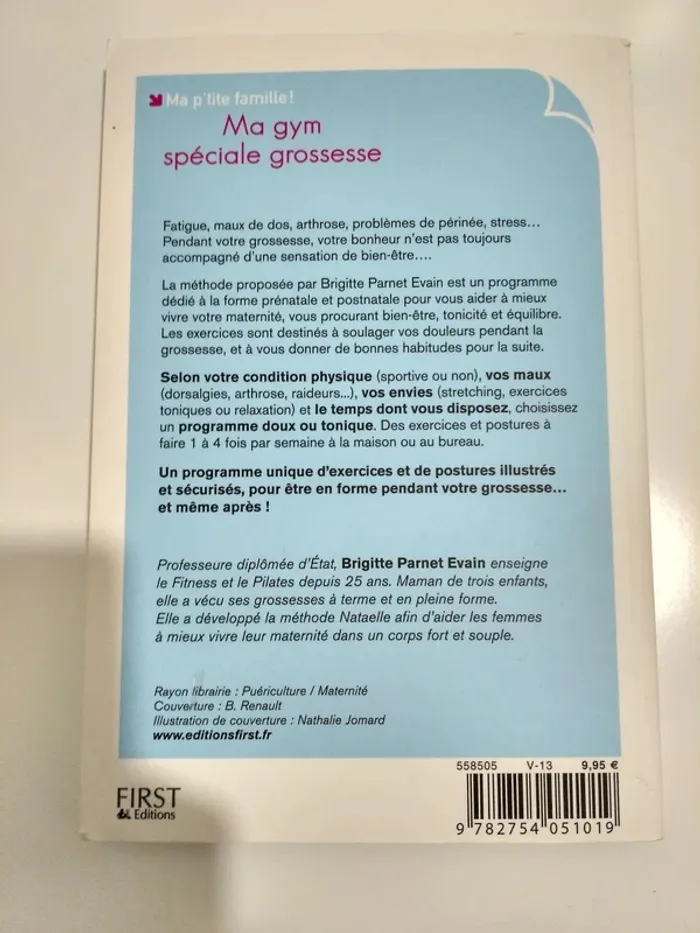 Ma p'tite famille!
Ma gym
spéciale grossesse
Fatigue, maux de dos, arthrose, problèmes de périnée, stress...
Pendant votre grossesse, votre bonheur n'est pas toujours
accompagné d'une sensation de bien-être....
La méthode proposée par Brigitte Parnet Evain est un programme
dédié à la forme prénatale et postnatale pour vous aider à mieux
vivre votre maternité, vous procurant bien-être, tonicité et équilibre.
Les exercices sont destinés à soulager vos douleurs pendant la
grossesse, et à vous donner de bonnes habitudes pour la suite.
Selon votre condition physique (sportive ou non), vos maux
(dorsalgies, arthrose, raideurs...), vos envies (stretching, exercices
toniques ou relaxation) et le temps dont vous disposez, choisissez
un programme doux ou tonique. Des exercices et postures à
faire 1 à 4 fois par semaine à la maison ou au bureau.
Un programme unique d'exercices et de postures illustrés
et sécurisés, pour être en forme pendant votre grossesse...
et même après !
Professeure diplômée d'État, Brigitte Parnet Evain enseigne
le Fitness et le Pilates depuis 25 ans. Maman de trois enfants,
elle a vécu ses grossesses à terme et en pleine forme.
Elle a développé la méthode Nataelle afin d'aider les femmes
à mieux vivre leur maternité dans un corps fort et souple.
Rayon librairie : Puériculture / Maternité
Couverture : B. Renault
Illustration de couverture : Nathalie Jomard
www.editionsfirst.fr
558505 V-13 9,95 €
FIRST
Editions
9 782754 051019